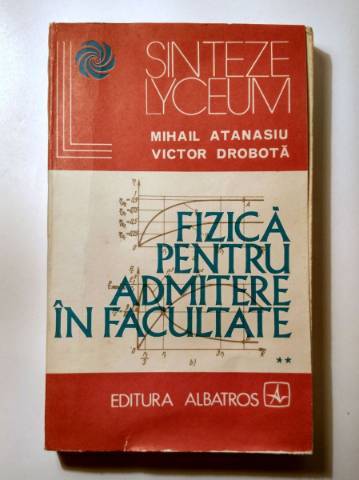 SINTEZE
LYCEUM
MIHAIL ATANASIU
VICTOR DROBOTĂ
FIZICĂ
PENTRU
ADMITERE
ÎN FACULTATE
**
EDITURA ALBATROS